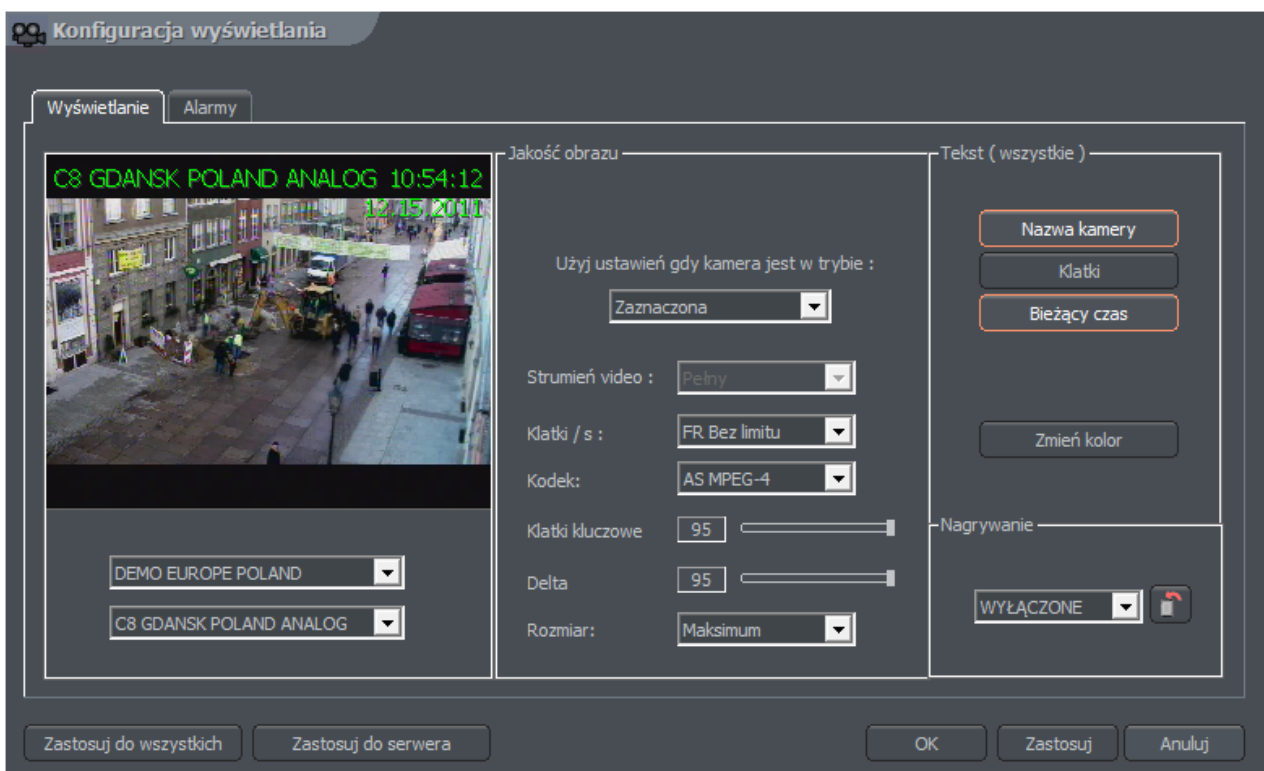 Konfiguracja wyświetlania
Wyświetlanie
Alarmy
C8 GDANSK POLAND ANALOG 10:54:12
12.15.2011
DEMO EUROPE POLAND
C8 GDANSK POLAND ANALOG
Jakość obrazu
Użyj ustawień gdy kamera jest w trybie :
Zaznaczona
Strumień video : Pełny
Klatki / s : FR Bez limitu
Kodek: AS MPEG-4
Klatki kluczowe 95
Delta 95
Rozmiar: Maksimum
Tekst ( wszystkie )
Nazwa kamery
Klatki
Bieżący czas
Zmień kolor
Nagrywanie
WYŁĄCZONE
Zastosuj do wszystkich
Zastosuj do serwera
OK
Zastosuj
Anuluj